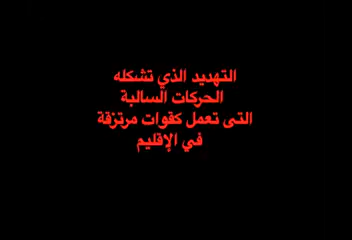 التهديد الذي تشكله
الحركات السالبة
التى تعمل كقوات مرتزقة
في الإقليم